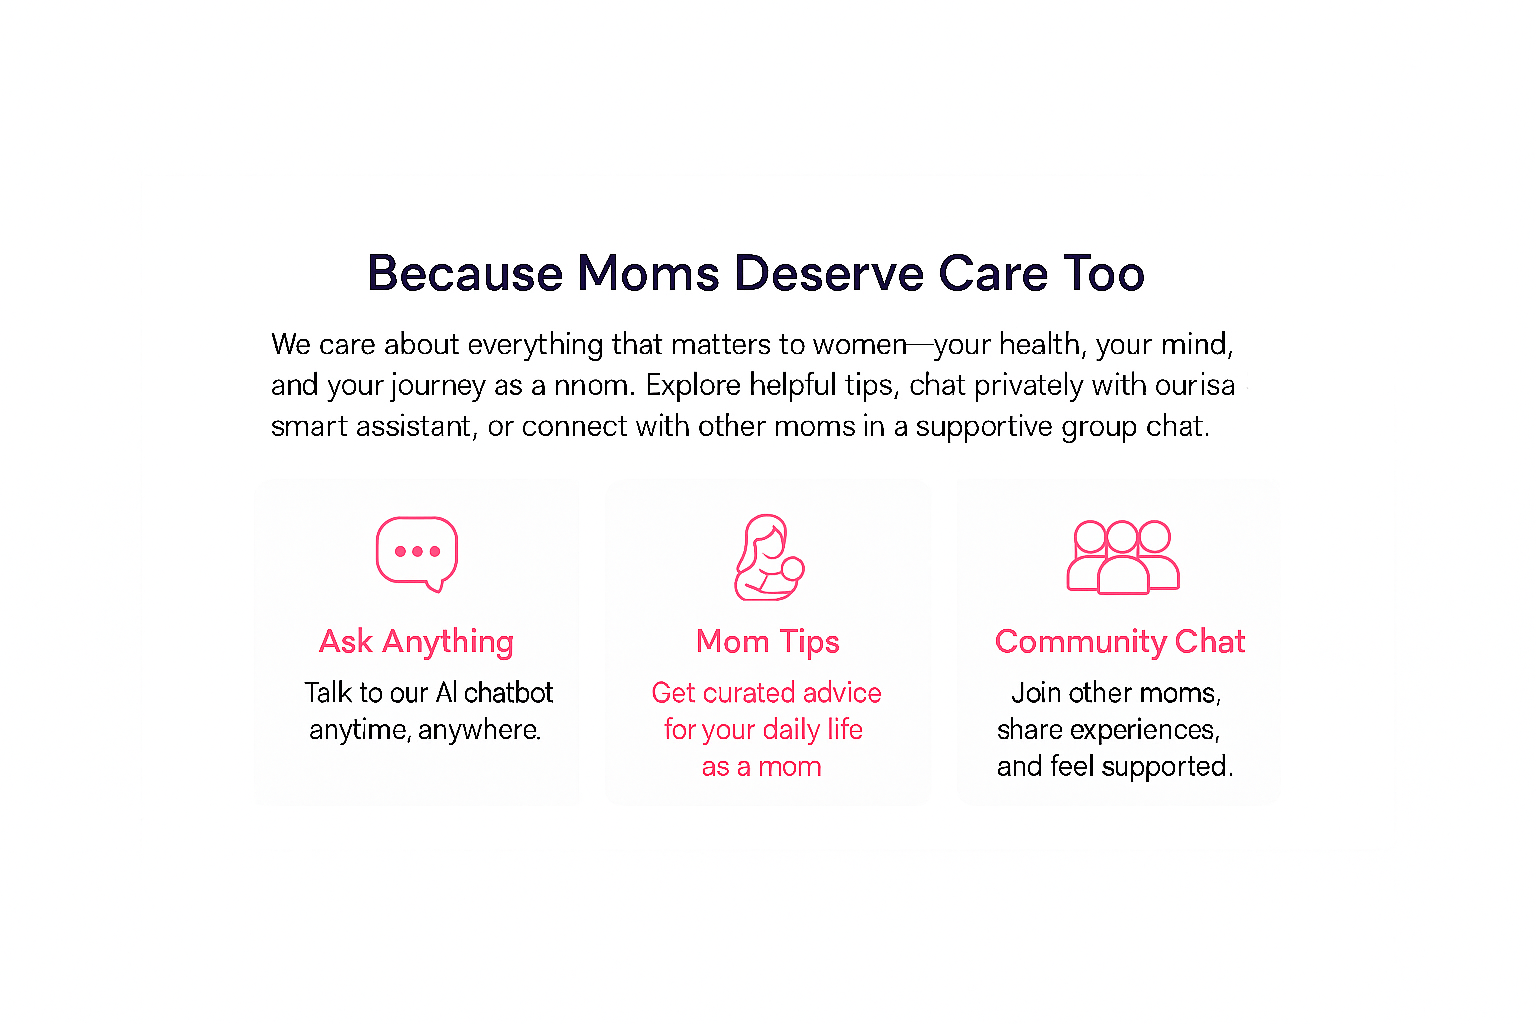 Because Moms Deserve Care Too
We care about everything that matters to women—your health, your mind,
and your journey as a nnom. Explore helpful tips, chat privately with ourisa
smart assistant, or connect with other moms in a supportive group chat.
Ask Anything
Talk to our AI chatbot
anytime, anywhere.
Mom Tips
Get curated advice
for your daily life
as a mom
Community Chat
Join other moms,
share experiences,
and feel supported.